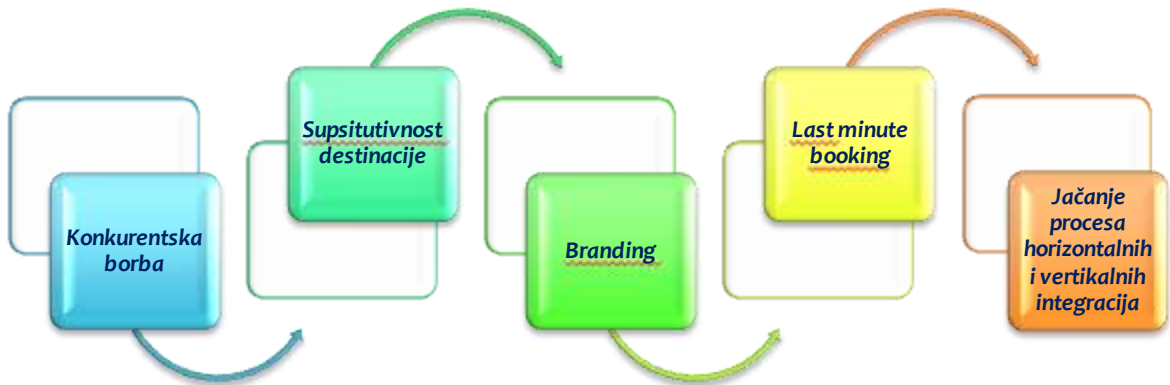 Konkurentska
borba
Supsitutivnost
destinacije
Branding
Last minute
booking
Jačanje
procesa
horizontalnih
i vertikalnih
integracija